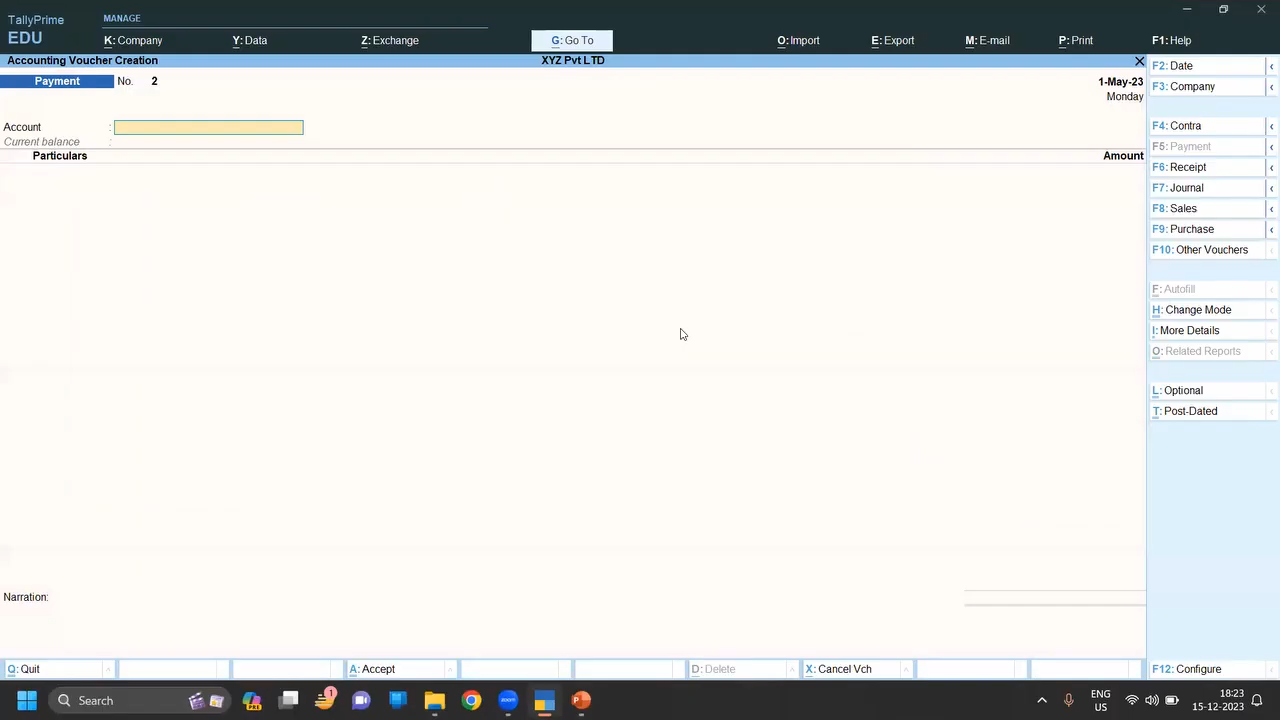 TallyPrime
EDU
MANAGE
K: Company
Y: Data
Z: Exchange
G: Go To
O: Import
E: Export
M: E-mail
P: Print
F1: Help
Accounting Voucher Creation
XYZ Pvt LTD
Payment No. 2
1-May-23
Monday
Account :
Current balance :
Particulars
Amount
Narration:
F2: Date
F3: Company
F4: Contra
F5: Payment
F6: Receipt
F7: Journal
F8: Sales
F9: Purchase
F10: Other Vouchers
F: Autofill
H: Change Mode
I: More Details
O: Related Reports
L: Optional
T: Post-Dated
Q: Quit
A: Accept
D: Delete
X: Cancel Vch
F12: Configure
Search
PRE
1
zoom
P
ENG
US
18:23
15-12-2023